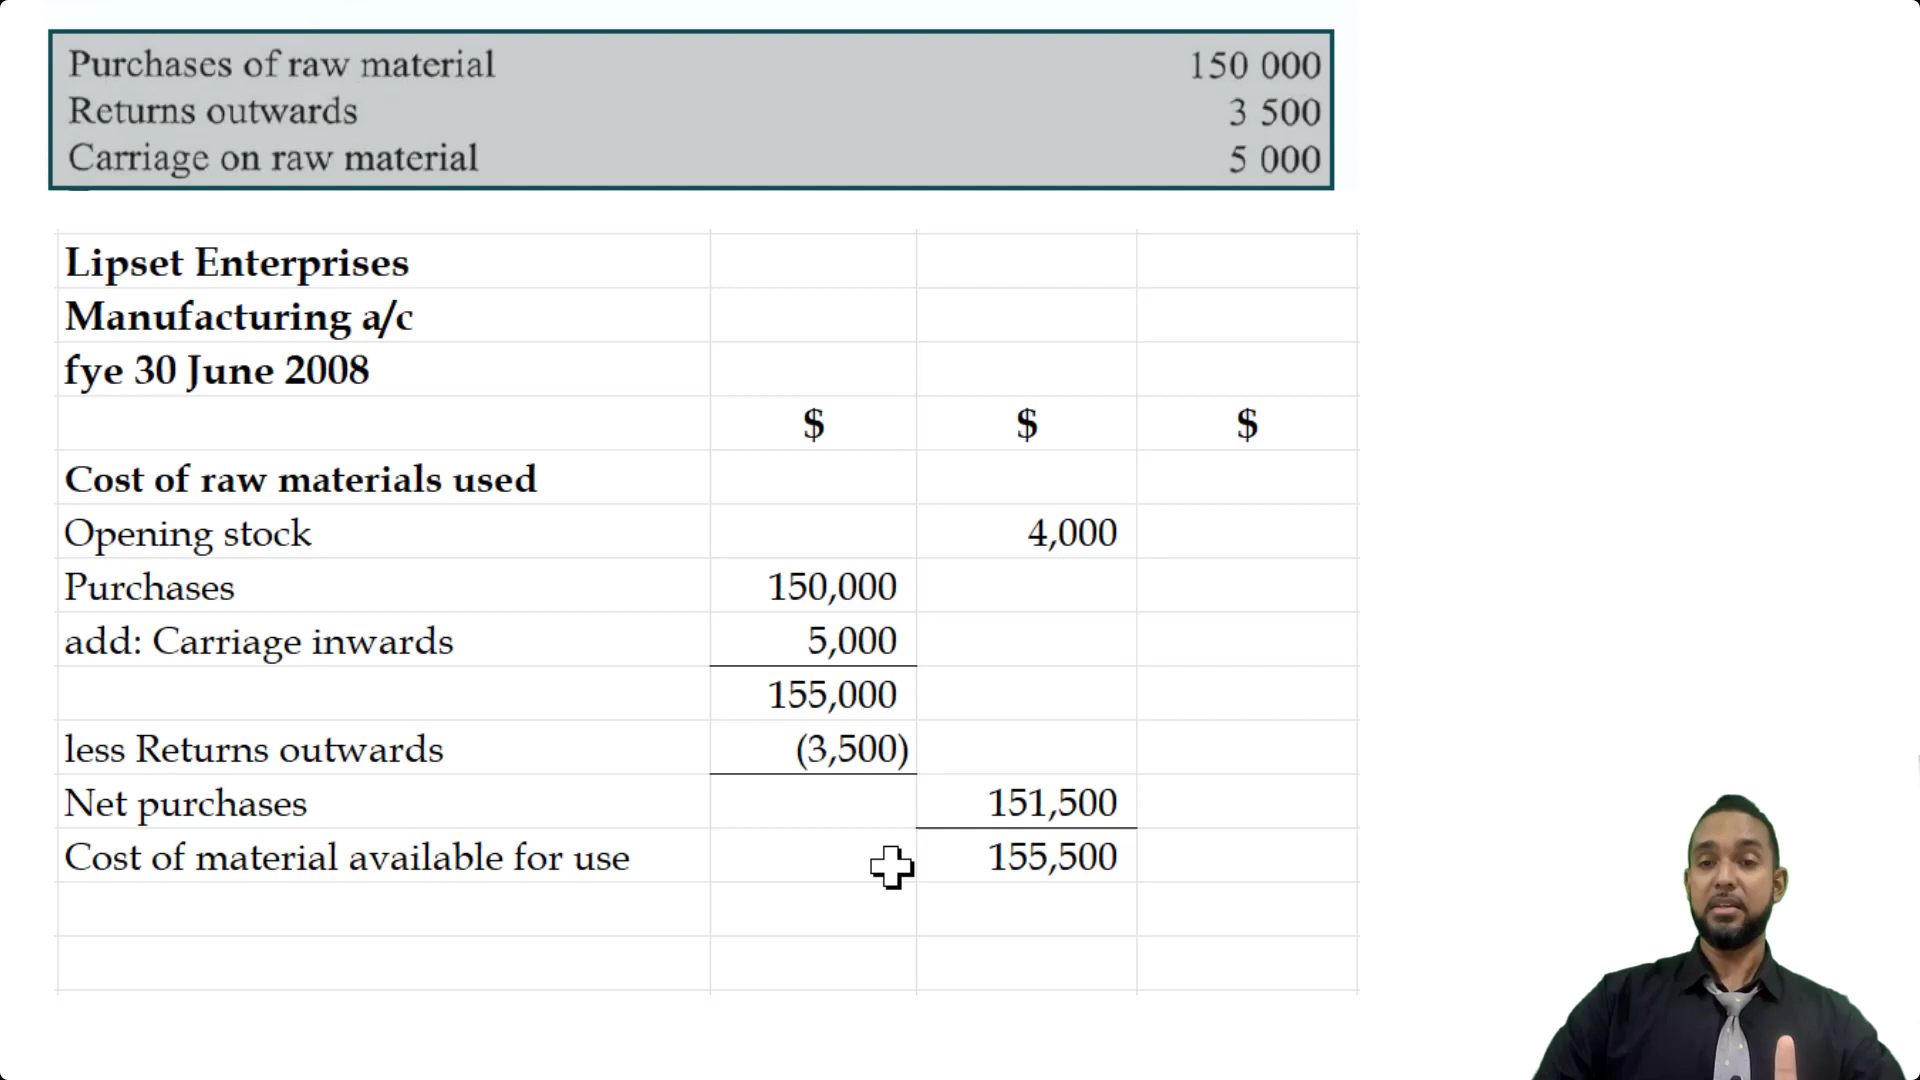 Purchases of raw material 150 000
Returns outwards 3 500
Carriage on raw material 5 000
Lipset Enterprises
Manufacturing a/c
fye 30 June 2008
$ $ $
Cost of raw materials used
Opening stock 4,000
Purchases 150,000
add: Carriage inwards 5,000
155,000
less Returns outwards (3,500)
Net purchases 151,500
Cost of material available for use 155,500